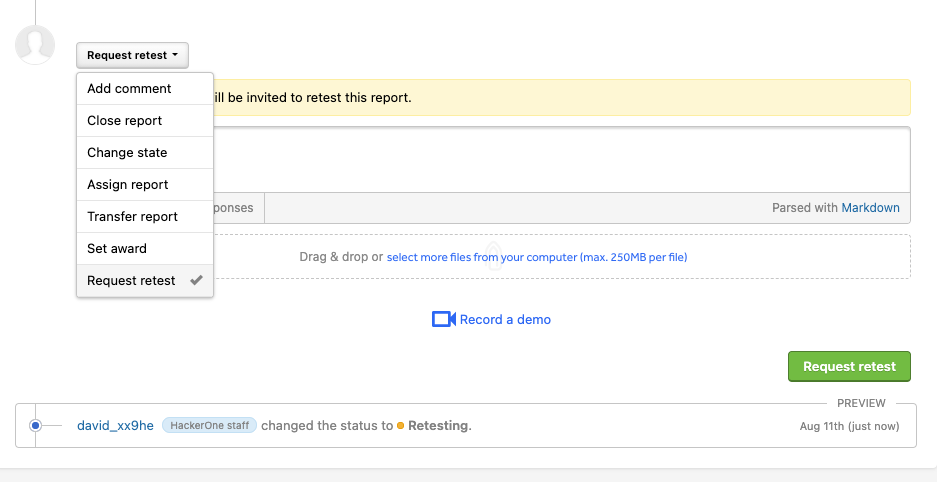 Request retest
Add comment
Close report
Change state
Assign report
Transfer report
Set award
Request retest
ill be invited to retest this report.
ponses
Parsed with Markdown
Drag & drop or select more files from your computer (max. 250MB per file)
Record a demo
Request retest
PREVIEW
david_xx9he HackerOne staff changed the status to Retesting. Aug 11th (just now)